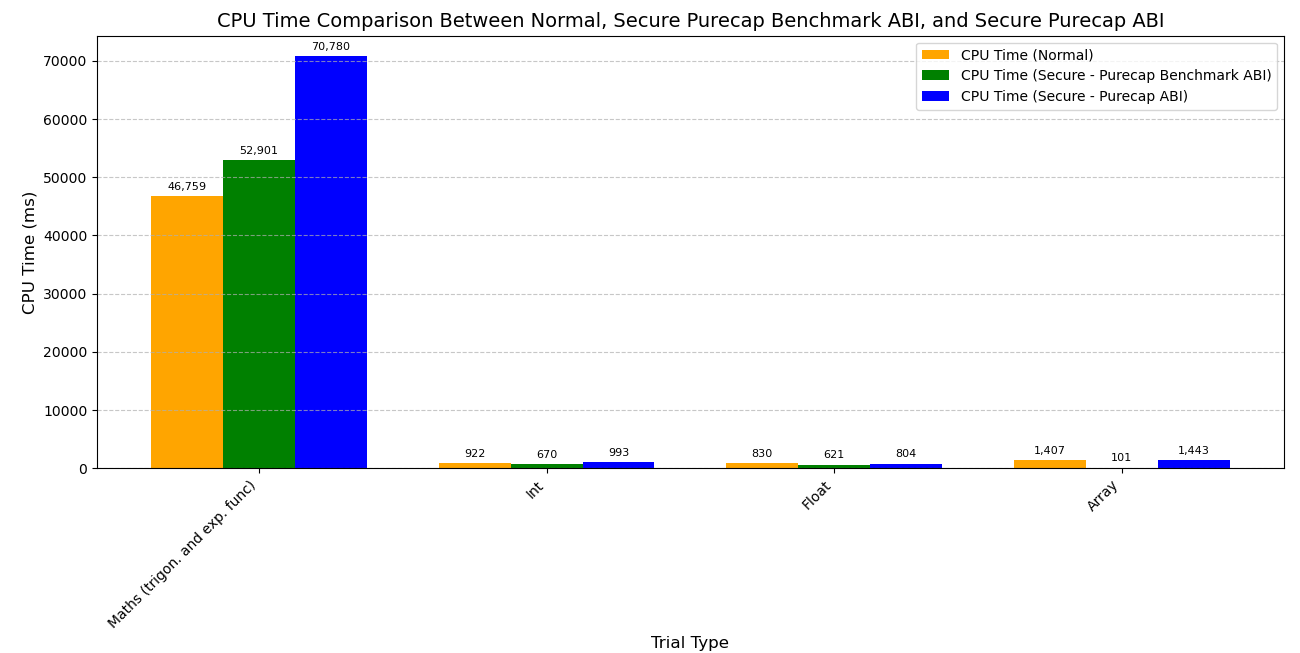 CPU Time Comparison Between Normal, Secure Purecap Benchmark ABI, and Secure Purecap ABI
CPU Time (Normal)
CPU Time (Secure - Purecap Benchmark ABI)
CPU Time (Secure - Purecap ABI)
CPU Time (ms)
70000
60000
50000
40000
30000
20000
10000
0
46,759
52,901
70,780
922
670
993
830
621
804
1,407
101
1,443
Maths (trigon. and exp. func)
Int
Float
Array
Trial Type